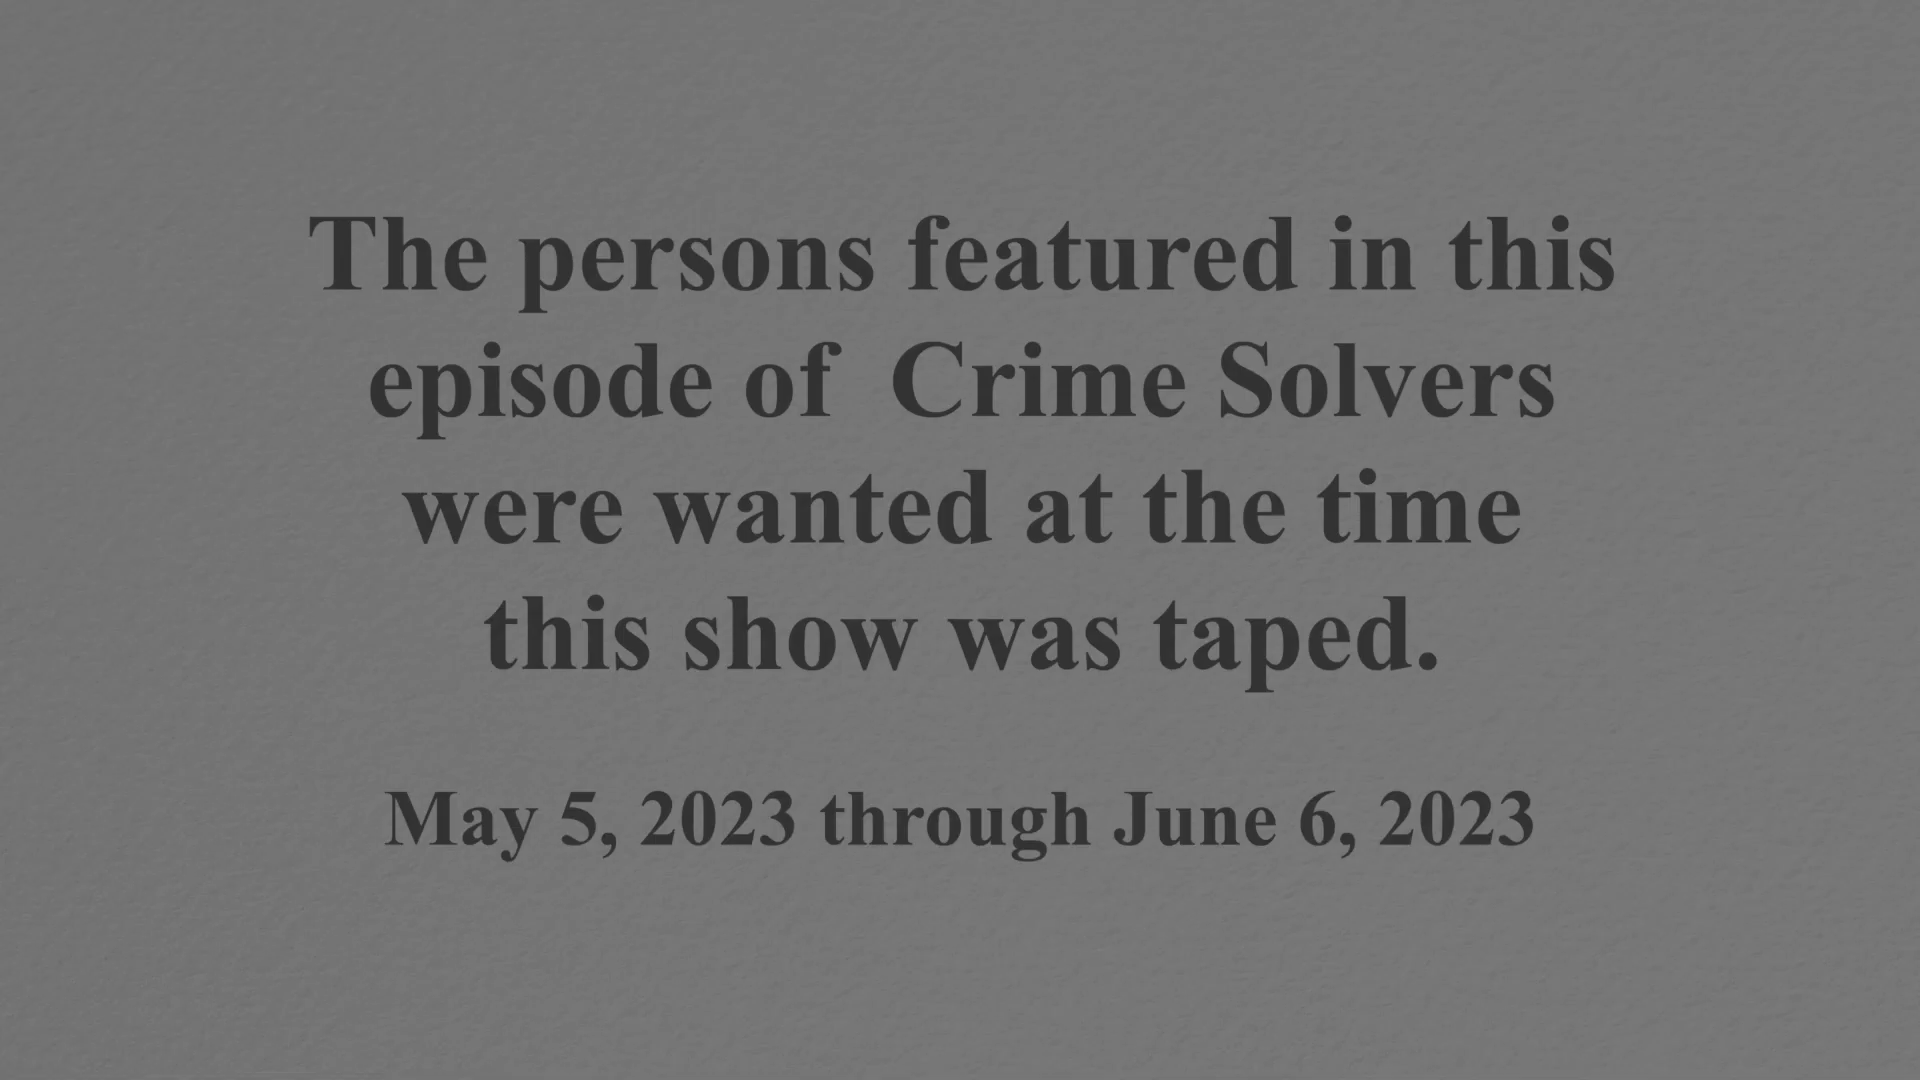 The persons featured in this
episode of  Crime Solvers
were wanted at the time
this show was taped.
May 5, 2023 through June 6, 2023